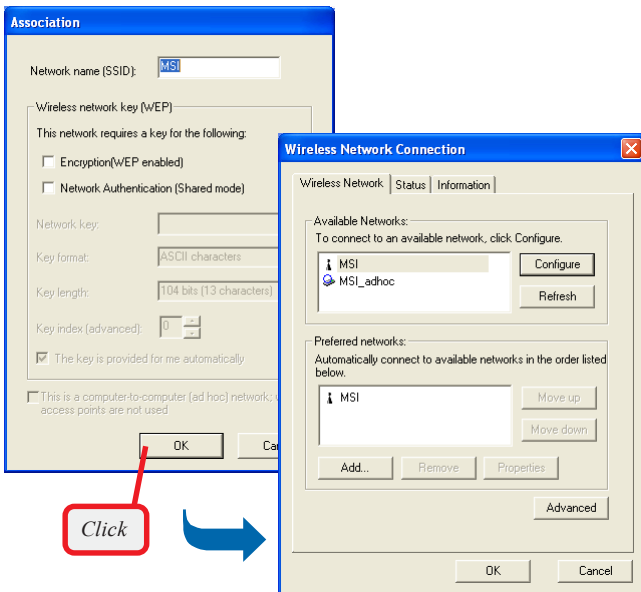 Association
Network name (SSID):
MSI
Wireless network key (WEP)
This network requires a key for the following:
Encryption(WEP enabled)
Network Authentication (Shared mode)
Network key:
Key format:
ASCII characters
Key length:
104 bits (13 characters)
Key index (advanced):
0
The key is provided for me automatically
This is a computer-to-computer (ad hoc) network;
access points are not used
OK
Click
Wireless Network Connection
Wireless Network
Status
Information
Available Networks:
To connect to an available network, click Configure.
MSI
MSI_adhoc
Configure
Refresh
Preferred networks:
Automatically connect to available networks in the order listed
below.
MSI
Move up
Move down
Add...
Remove
Properties
Advanced
OK
Cancel